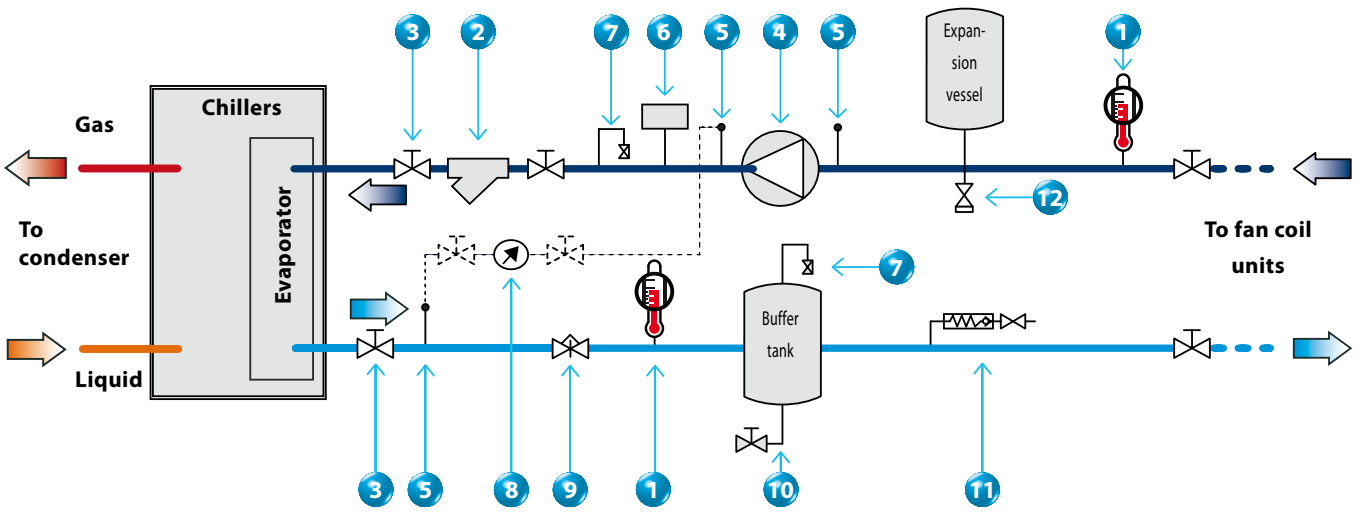 3
2
7
6
5
4
5
1
Expan-
sion
vessel
Chillers
Gas
Evaporator
12
To
condenser
To fan coil
units
7
Buffer
tank
Liquid
3
5
8
9
1
10
11